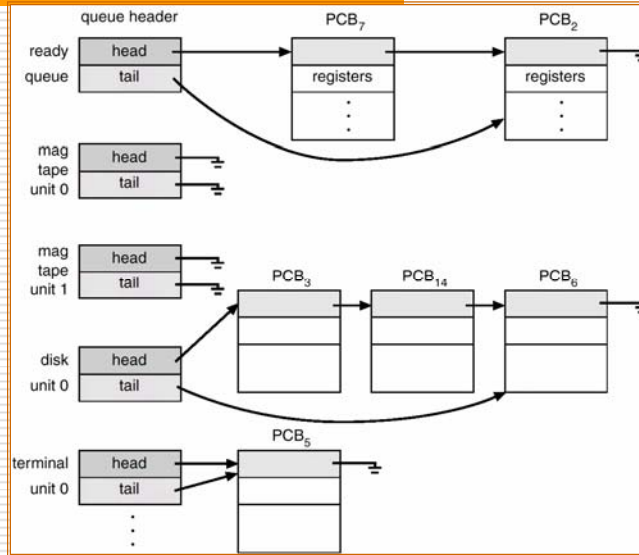 queue header
PCB7
PCB2
ready head
queue tail
registers
registers
mag
tape
unit 0
head
tail
mag
tape
unit 1
head
tail
PCB3
PCB14
PCB6
disk head
unit 0 tail
PCB5
terminal head
unit 0 tail